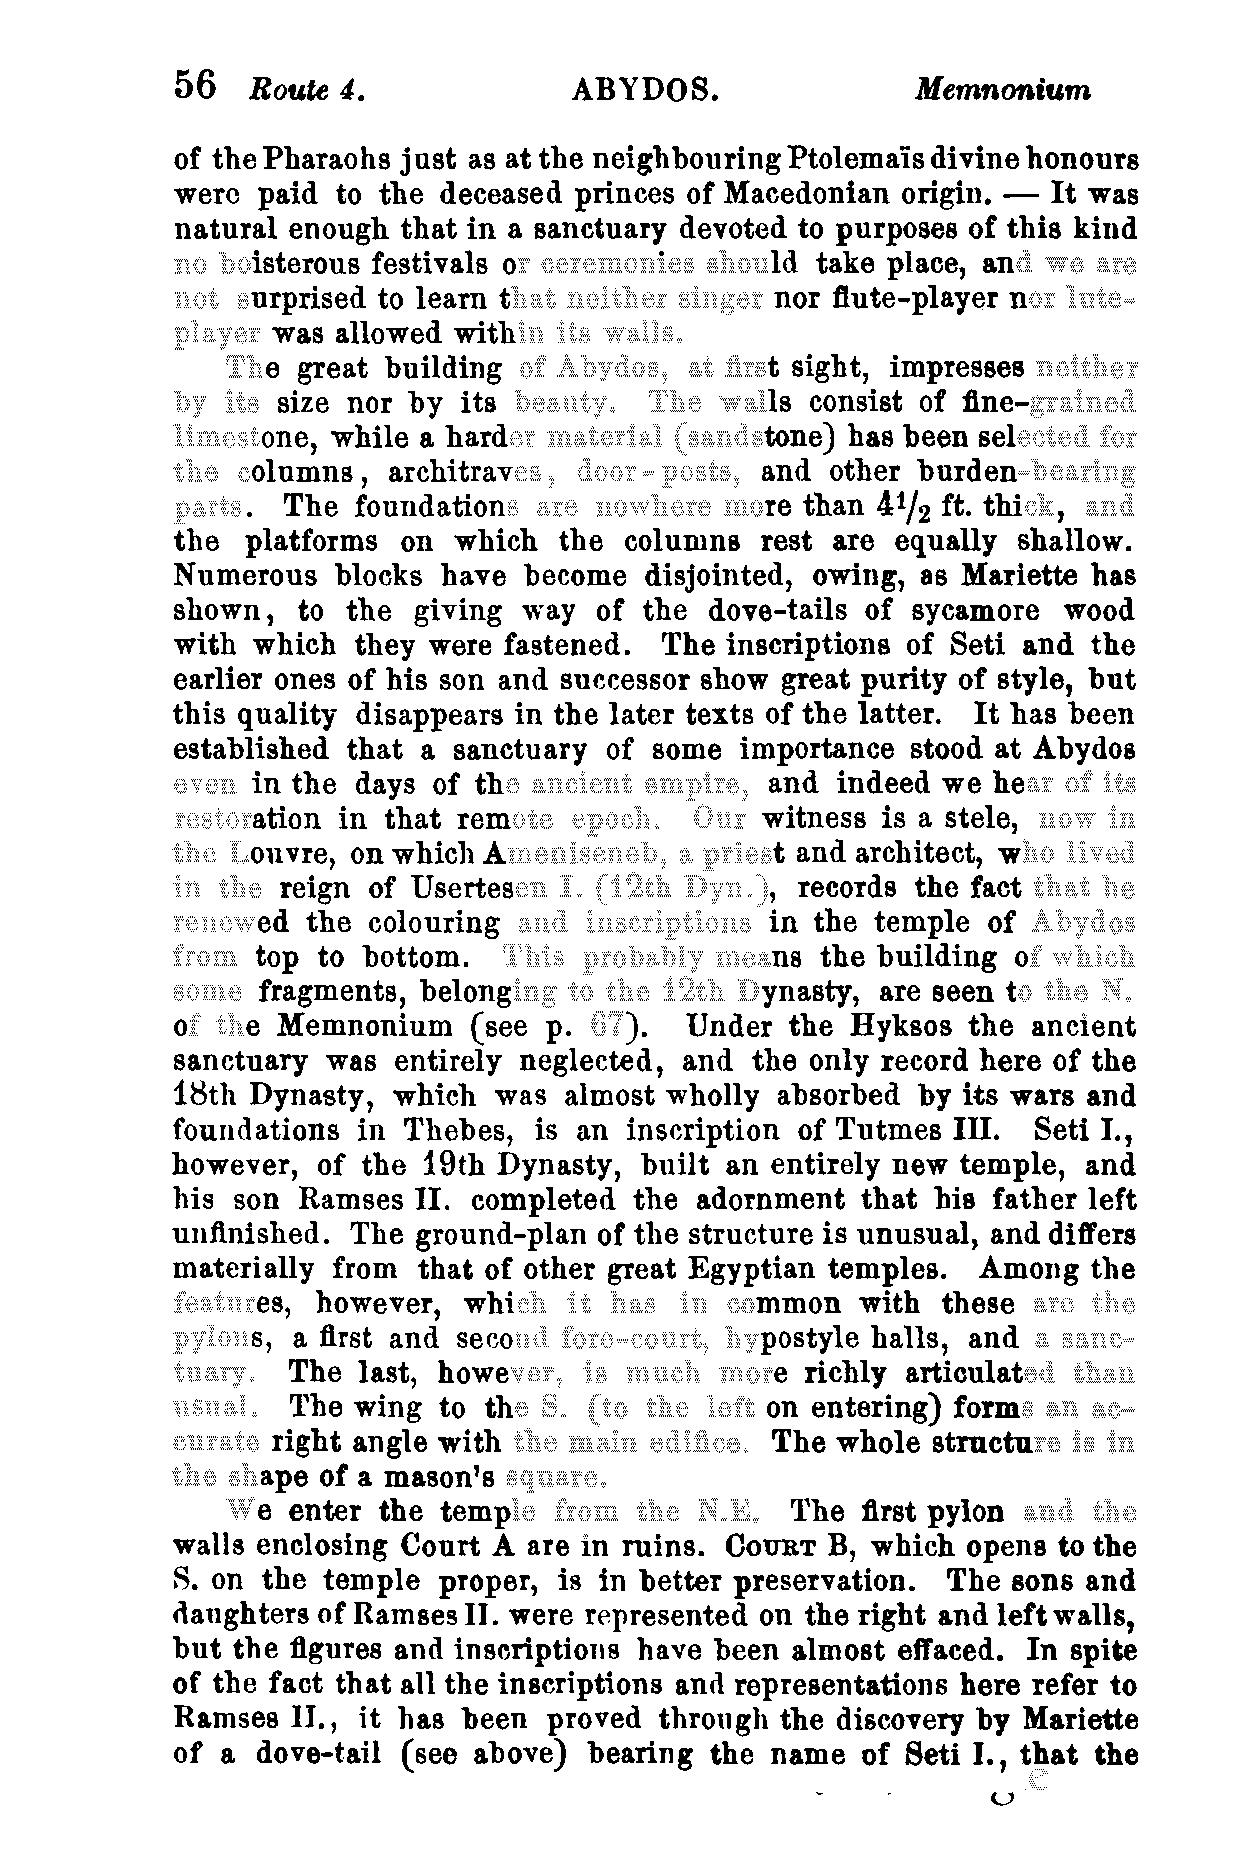 56 Route 4. ABYDOS. Memnonium
of the Pharaohs just as at the neighbouring Ptolemaïs divine honours
were paid to the deceased princes of Macedonian origin. — It was
natural enough that in a sanctuary devoted to purposes of this kind
no boisterous festivals or ceremonies should take place, and we are
not surprised to learn that neither singer nor flute-player nor lute-
player was allowed within its walls.
The great building of Abydos, at first sight, impresses neither
by its size nor by its beauty. The walls consist of fine-grained
limestone, while a harder material (sandstone) has been selected for
the columns, architraves, door-posts, and other burden-bearing
parts. The foundations are nowhere more than 4½ ft. thick, and
the platforms on which the columns rest are equally shallow.
Numerous blocks have become disjointed, owing, as Mariette has
shown, to the giving way of the dove-tails of sycamore wood
with which they were fastened. The inscriptions of Seti and the
earlier ones of his son and successor show great purity of style, but
this quality disappears in the later texts of the latter. It has been
established that a sanctuary of some importance stood at Abydos
even in the days of the ancient empire, and indeed we hear of its
restoration in that remote epoch. Our witness is a stele, now in
the Louvre, on which Ameniseneb, a priest and architect, who lived
in the reign of Usertesen I. (12th Dyn.), records the fact that he
renewed the colouring and inscriptions in the temple of Abydos
from top to bottom. This probably means the building of which
some fragments, belonging to the 12th Dynasty, are seen to the N.
of the Memnonium (see p. 67). Under the Hyksos the ancient
sanctuary was entirely neglected, and the only record here of the
18th Dynasty, which was almost wholly absorbed by its wars and
foundations in Thebes, is an inscription of Tutmes III. Seti I.,
however, of the 19th Dynasty, built an entirely new temple, and
his son Ramses II. completed the adornment that his father left
unfinished. The ground-plan of the structure is unusual, and differs
materially from that of other great Egyptian temples. Among the
features, however, which it has in common with these are the
pylons, a first and second fore-court, hypostyle halls, and a sanc-
tuary. The last, however, is much more richly articulated than
usual. The wing to the S. (to the left on entering) forms an ac-
curate right angle with the main edifice. The whole structure is in
the shape of a mason's square.
We enter the temple from the N.E. The first pylon and the
walls enclosing Court A are in ruins. COURT B, which opens to the
S. on the temple proper, is in better preservation. The sons and
daughters of Ramses II. were represented on the right and left walls,
but the figures and inscriptions have been almost effaced. In spite
of the fact that all the inscriptions and representations here refer to
Ramses II., it has been proved through the discovery by Mariette
of a dove-tail (see above) bearing the name of Seti I., that the